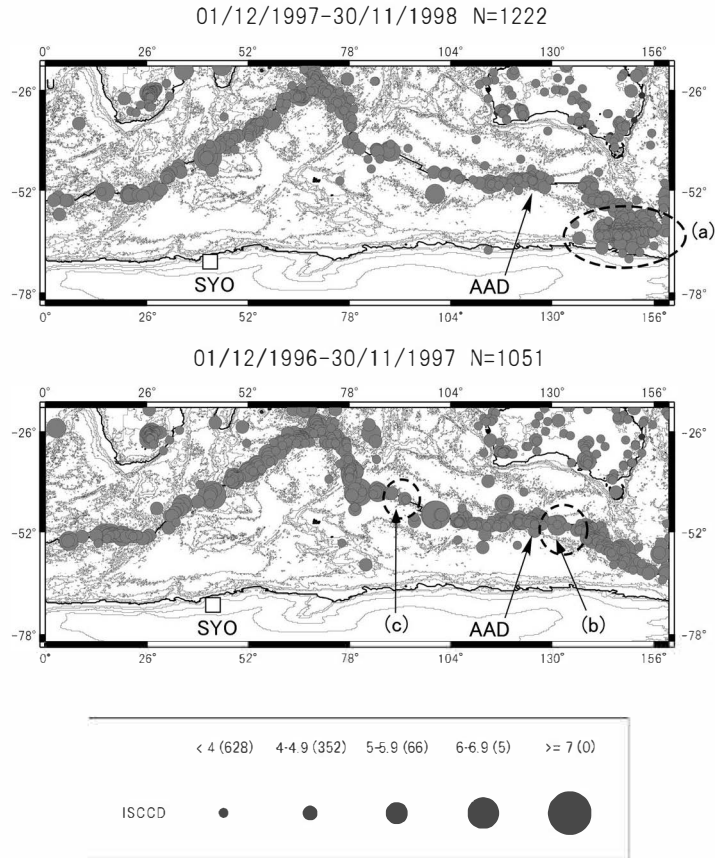 01/12/1997-30/11/1998 N=1222
0° 26° 52° 78° 104° 130° 156°
U
-26° -26°
-52° -52°
(a)
SYO AAD
-78° -78°
0° 26° 52° 78° 104° 130° 156°
01/12/1996-30/11/1997 N=1051
0° 26° 52° 78° 104° 130° 156°
-26° -26°
-52° -52°
SYO (c) AAD (b)
-78° -78°
0° 26° 52° 78° 104° 130° 156°
< 4 (628) 4-4.9 (352) 5-5.9 (66) 6-6.9 (5) >= 7 (0)
ISCCD